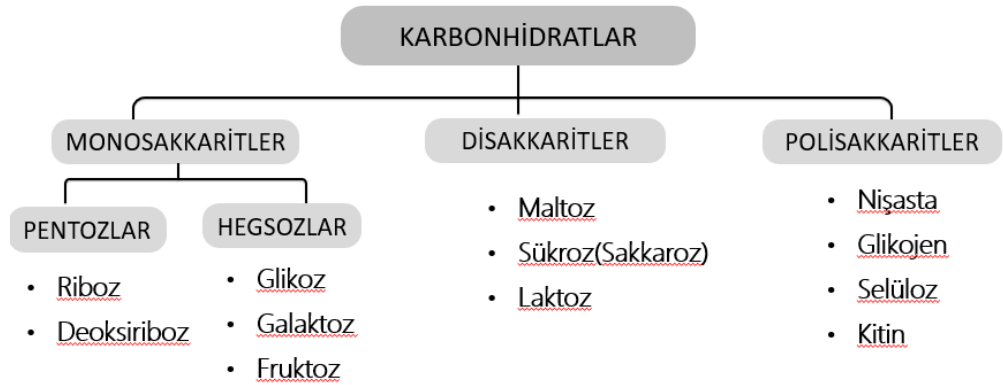 KARBONHİDRATLAR
MONOSAKKARİTLER
PENTOZLAR
• Riboz
• Deoksiriboz
HEGSOZLAR
• Glikoz
• Galaktoz
• Fruktoz
DİSAKKARİTLER
• Maltoz
• Sükroz(Sakkaroz)
• Laktoz
POLİSAKKARİTLER
• Nişasta
• Glikojen
• Selüloz
• Kitin